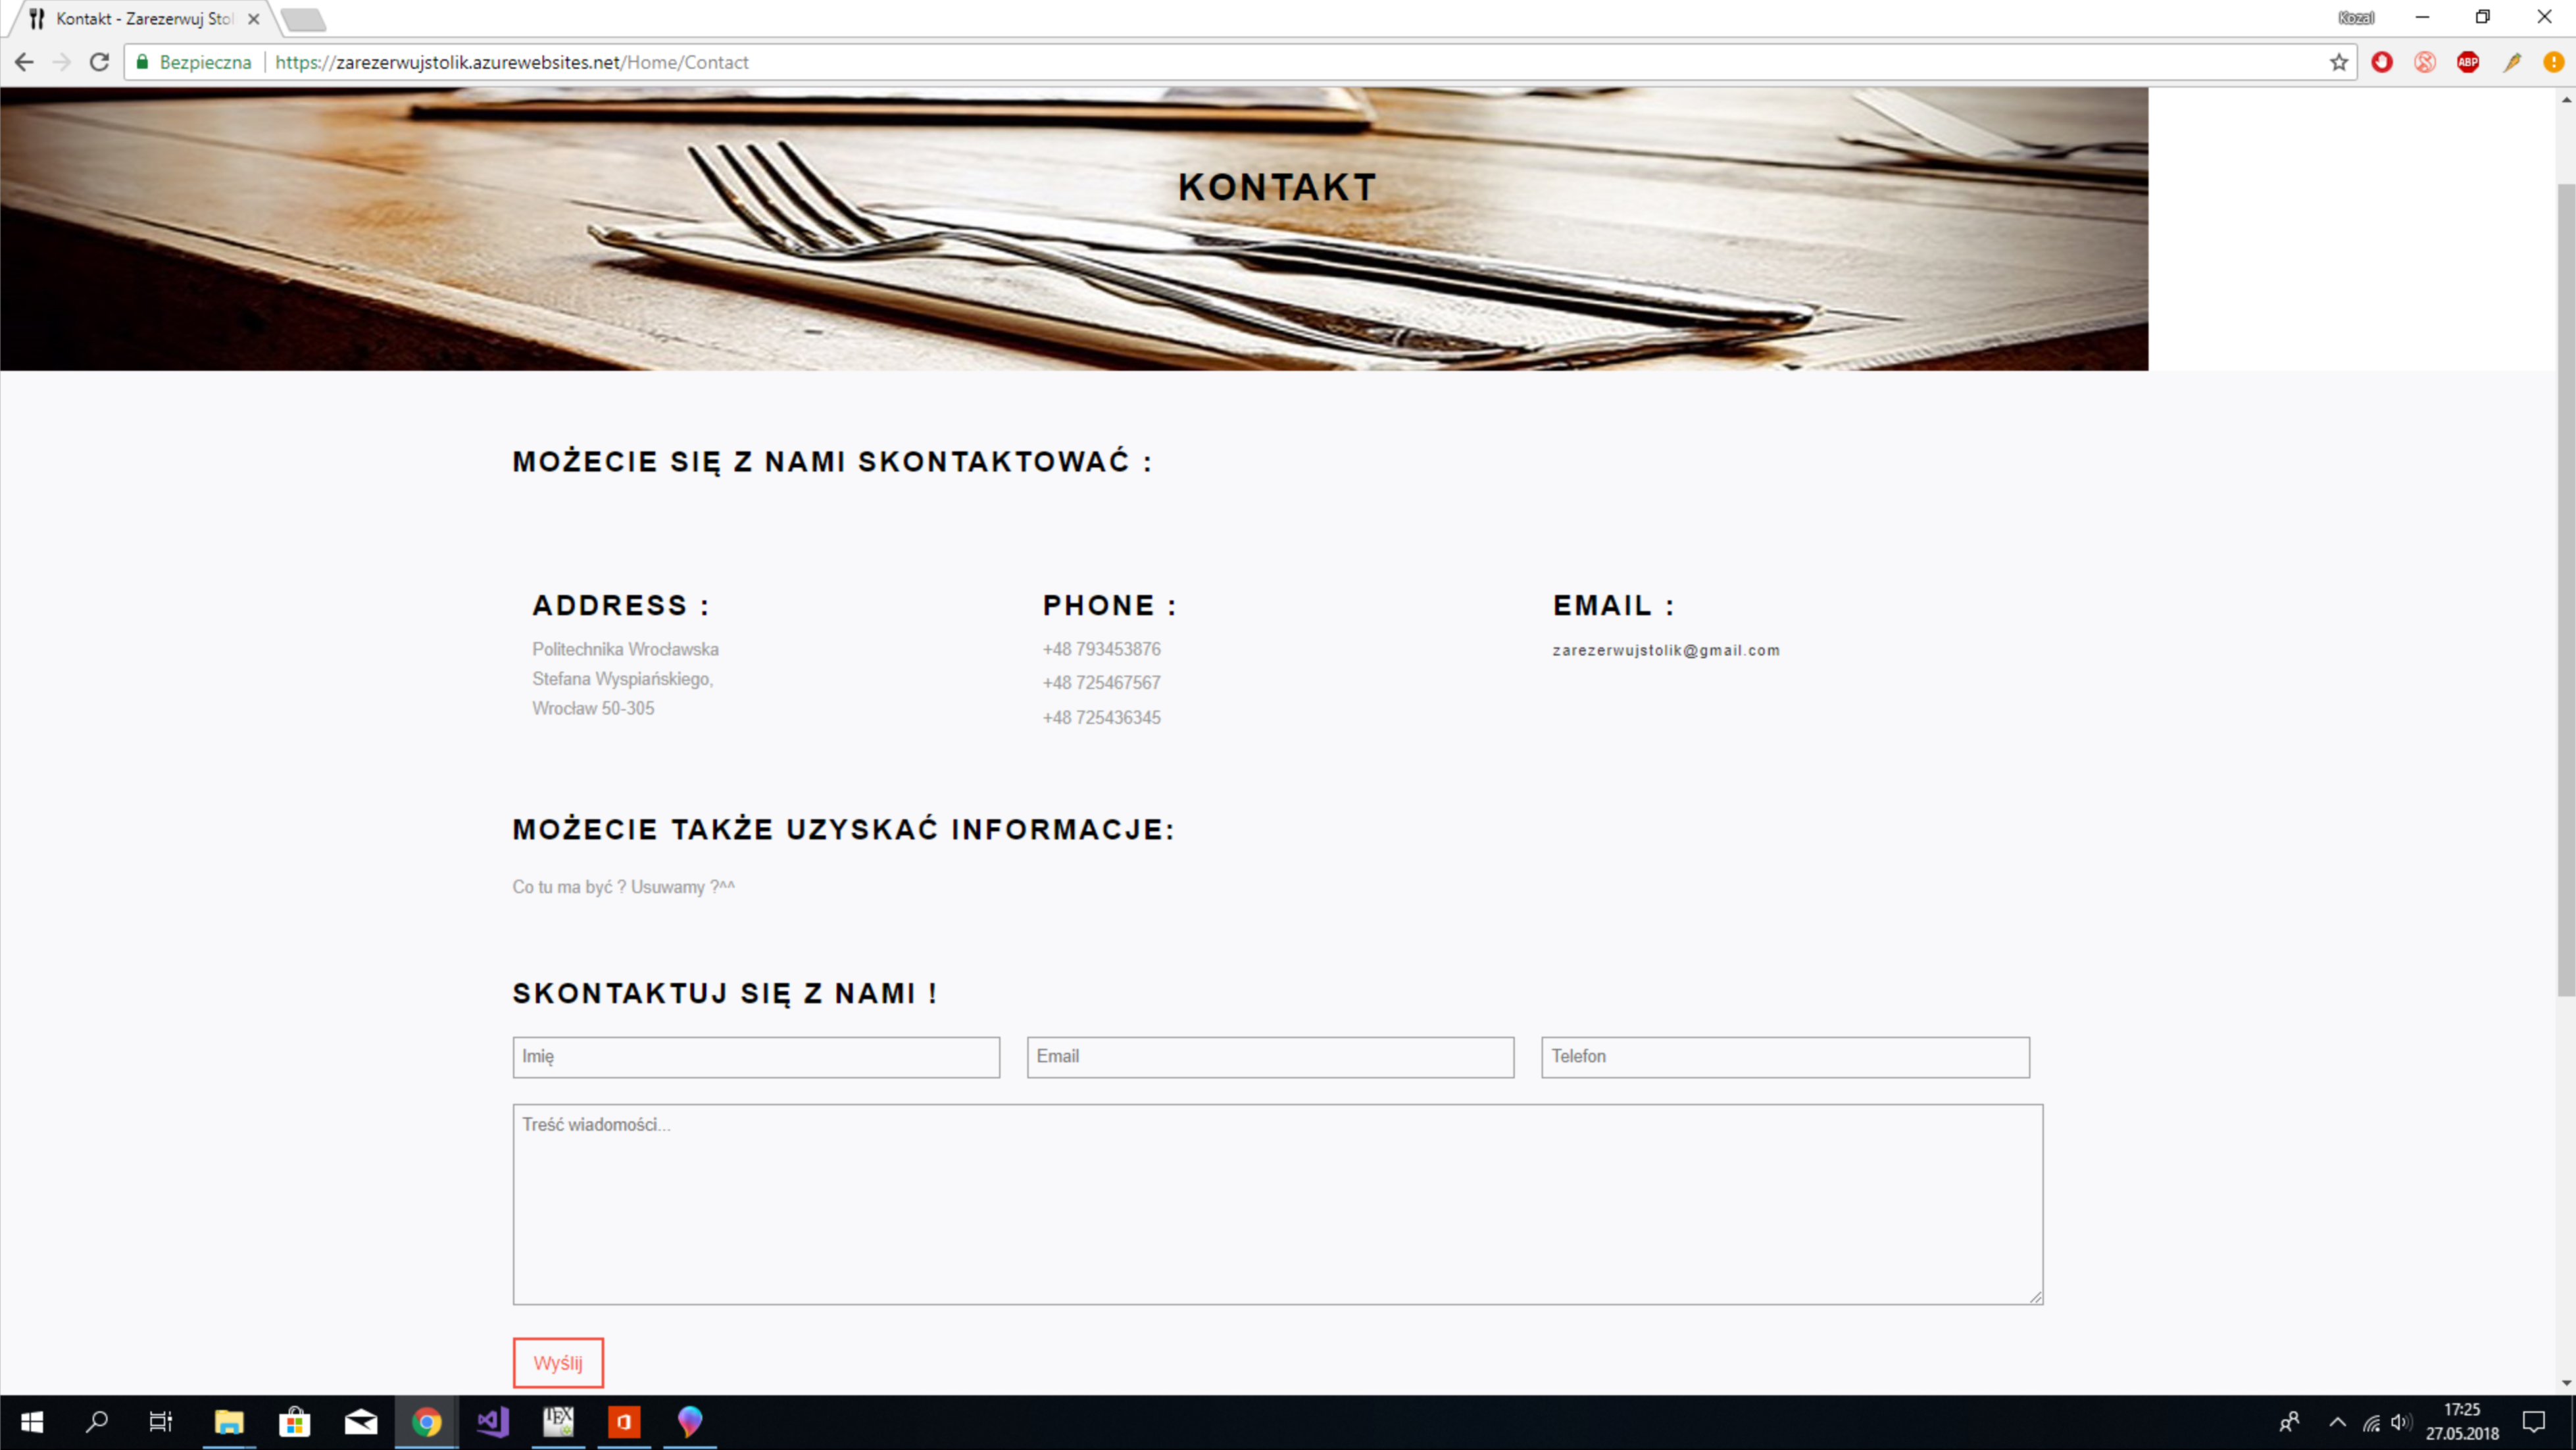 Kontakt - Zarezerwuj Stol
Kozal
Bezpieczna
https://zarezerwujstolik.azurewebsites.net/Home/Contact
ABP
KONTAKT
MOŻECIE SIĘ Z NAMI SKONTAKTOWAĆ :
ADDRESS :
Politechnika Wrocławska
Stefana Wyspiańskiego,
Wrocław 50-305
PHONE :
+48 793453876
+48 725467567
+48 725436345
EMAIL :
zarezerwujstolik@gmail.com
MOŻECIE TAKŻE UZYSKAĆ INFORMACJE:
Co tu ma być ? Usuwamy ?^^
SKONTAKTUJ SIĘ Z NAMI !
Imię
Email
Telefon
Treść wiadomości...
Wyślij
TEX
17:25
27.05.2018